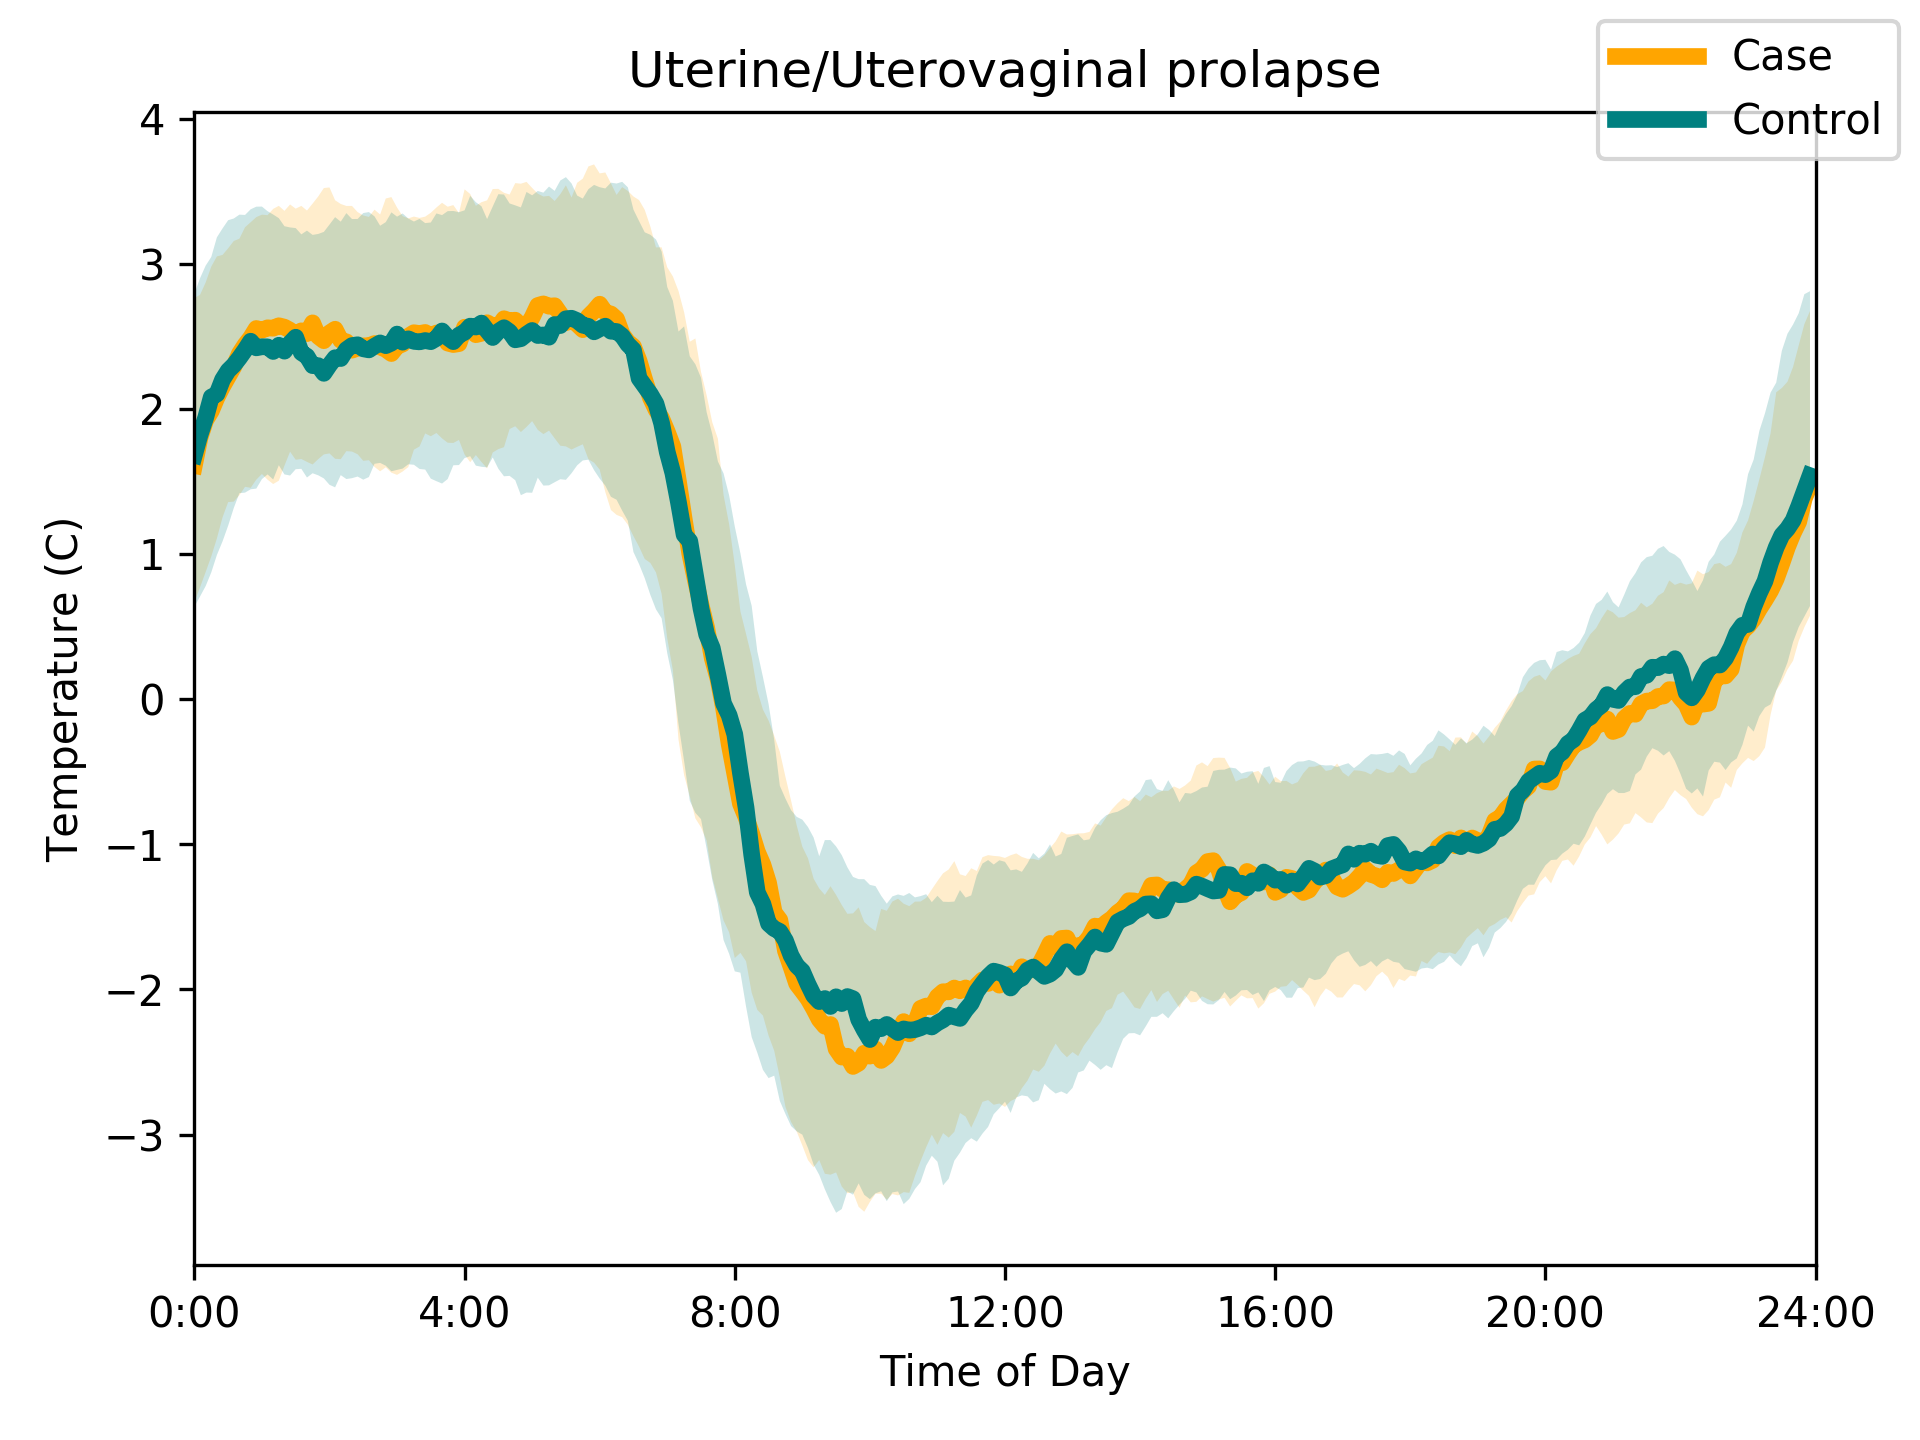 Uterine/Uterovaginal prolapse
Case
Control
4
3
2
1
0
−1
−2
−3
Temperature (C)
0:00 4:00 8:00 12:00 16:00 20:00 24:00
Time of Day